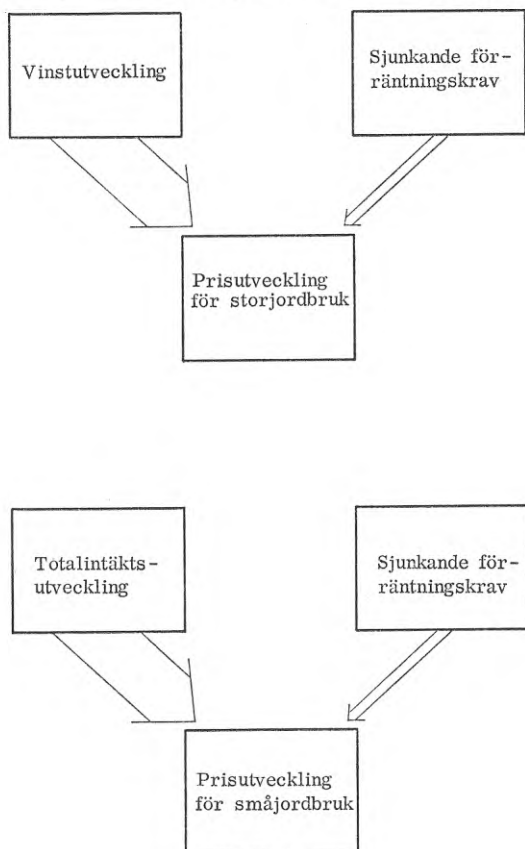 Vinstutveckling
Sjunkande för-
räntningskrav
Prisutveckling
för storjordbruk
Totalintäkts-
utveckling
Sjunkande för-
räntningskrav
Prisutveckling
för småjordbruk